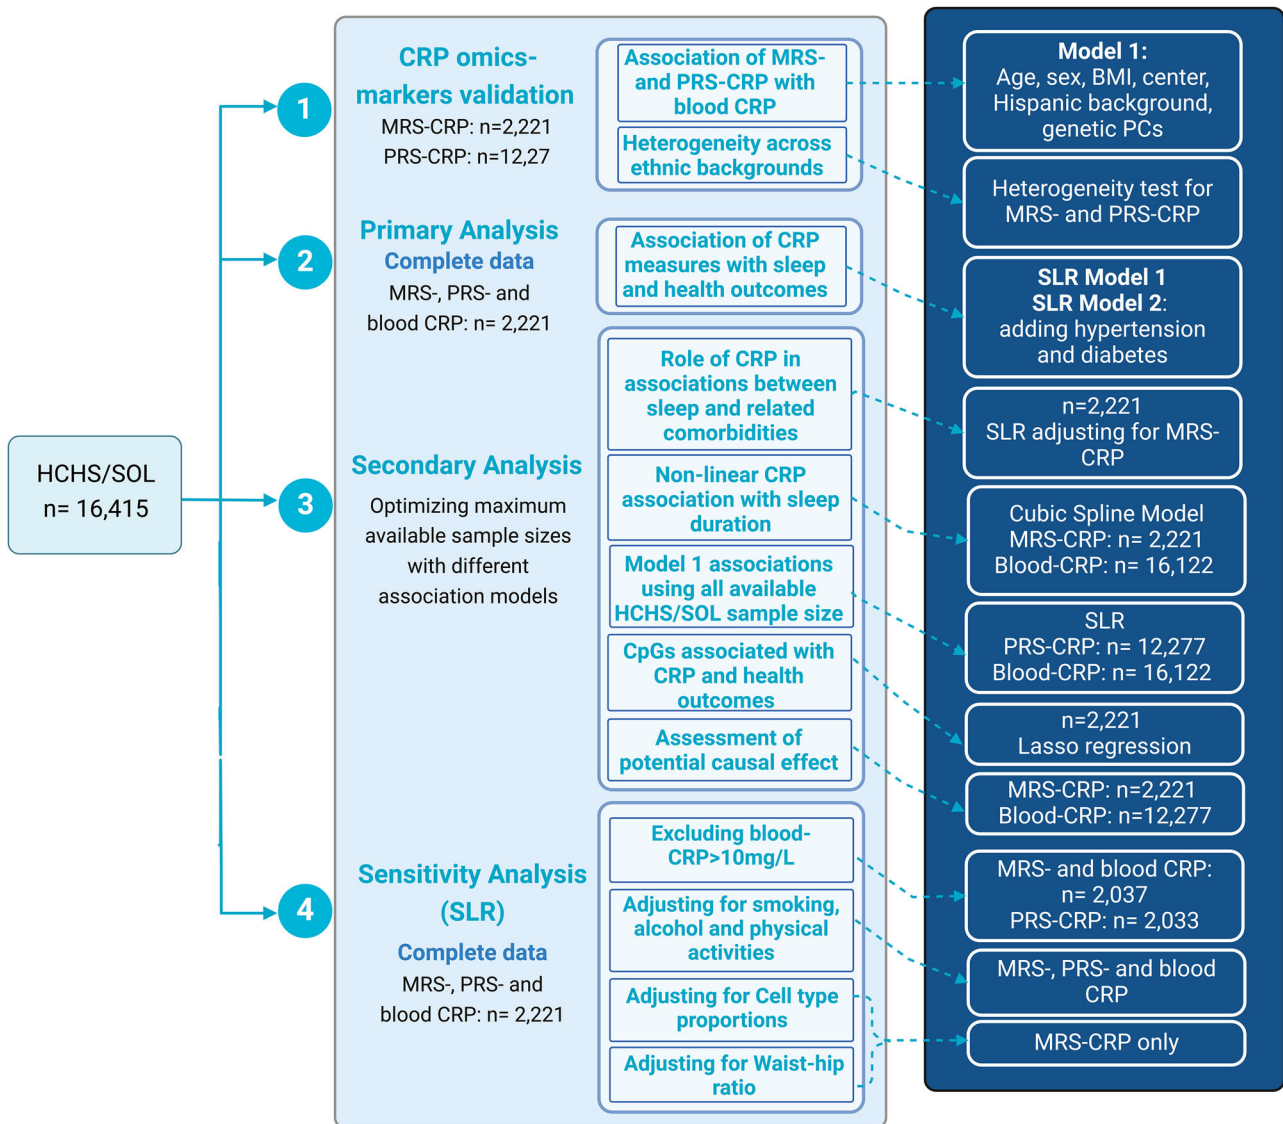 HCHS/SOL
n= 16,415
1
CRP omics-
markers validation
MRS-CRP: n=2,221
PRS-CRP: n=12,27
Association of MRS-
and PRS-CRP with
blood CRP
Heterogeneity across
ethnic backgrounds
Model 1:
Age, sex, BMI, center,
Hispanic background,
genetic PCs
Heterogeneity test for
MRS- and PRS-CRP
2
Primary Analysis
Complete data
MRS-, PRS- and
blood CRP: n= 2,221
Association of CRP
measures with sleep
and health outcomes
SLR Model 1
SLR Model 2:
adding hypertension
and diabetes
3
Secondary Analysis
Optimizing maximum
available sample sizes
with different
association models
Role of CRP in
associations between
sleep and related
comorbidities
Non-linear CRP
association with sleep
duration
Model 1 associations
using all available
HCHS/SOL sample size
CpGs associated with
CRP and health
outcomes
Assessment of
potential causal effect
n=2,221
SLR adjusting for MRS-
CRP
Cubic Spline Model
MRS-CRP: n= 2,221
Blood-CRP: n= 16,122
SLR
PRS-CRP: n= 12,277
Blood-CRP: n= 16,122
n=2,221
Lasso regression
MRS-CRP: n=2,221
Blood-CRP: n=12,277
4
Sensitivity Analysis
(SLR)
Complete data
MRS-, PRS- and
blood CRP: n= 2,221
Excluding blood-
CRP>10mg/L
Adjusting for smoking,
alcohol and physical
activities
Adjusting for Cell type
proportions
Adjusting for Waist-hip
ratio
MRS- and blood CRP:
n= 2,037
PRS-CRP: n= 2,033
MRS-, PRS- and blood
CRP
MRS-CRP only